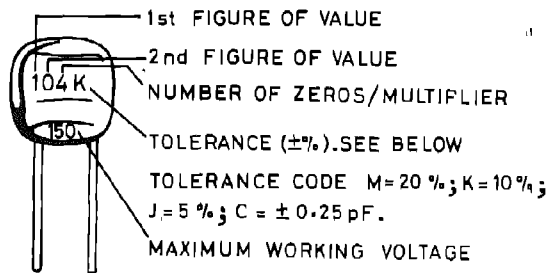 1st FIGURE OF VALUE
2nd FIGURE OF VALUE
104K
NUMBER OF ZEROS/MULTIPLIER
150
TOLERANCE (±%). SEE BELOW
TOLERANCE CODE M=20 %; K=10%;
J=5 %; C = ± 0.25 pF.
MAXIMUM WORKING VOLTAGE